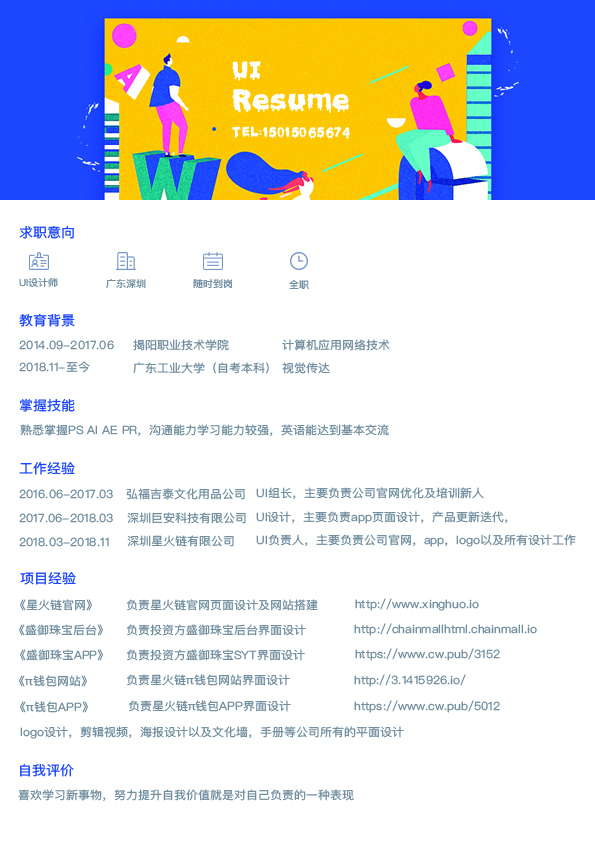 UI
Resume
TEL:15015065674
求职意向
UI设计师 广东深圳 随时到岗 全职
教育背景
2014.09-2017.06 揭阳职业技术学院 计算机应用网络技术
2018.11-至今 广东工业大学（自考本科） 视觉传达
掌握技能
熟悉掌握PS AI AE PR，沟通能力学习能力较强，英语能达到基本交流
工作经验
2016.06-2017.03 弘福吉泰文化用品公司 UI组长，主要负责公司官网优化及培训新人
2017.06-2018.03 深圳巨安科技有限公司 UI设计，主要负责app页面设计，产品更新迭代，
2018.03-2018.11 深圳星火链有限公司 UI负责人，主要负责公司官网，app，logo以及所有设计工作
项目经验
《星火链官网》 负责星火链官网页面设计及网站搭建 http://www.xinghuo.io
《盛御珠宝后台》 负责投资方盛御珠宝后台界面设计 http://chainmallhtml.chainmall.io
《盛御珠宝APP》 负责投资方盛御珠宝SYT界面设计 https://www.cw.pub/3152
《π钱包网站》 负责星火链π钱包网站界面设计 http://3.1415926.io/
《π钱包APP》 负责星火链π钱包APP界面设计 https://www.cw.pub/5012
logo设计，剪辑视频，海报设计以及文化墙，手册等公司所有的平面设计
自我评价
喜欢学习新事物，努力提升自我价值就是对自己负责的一种表现